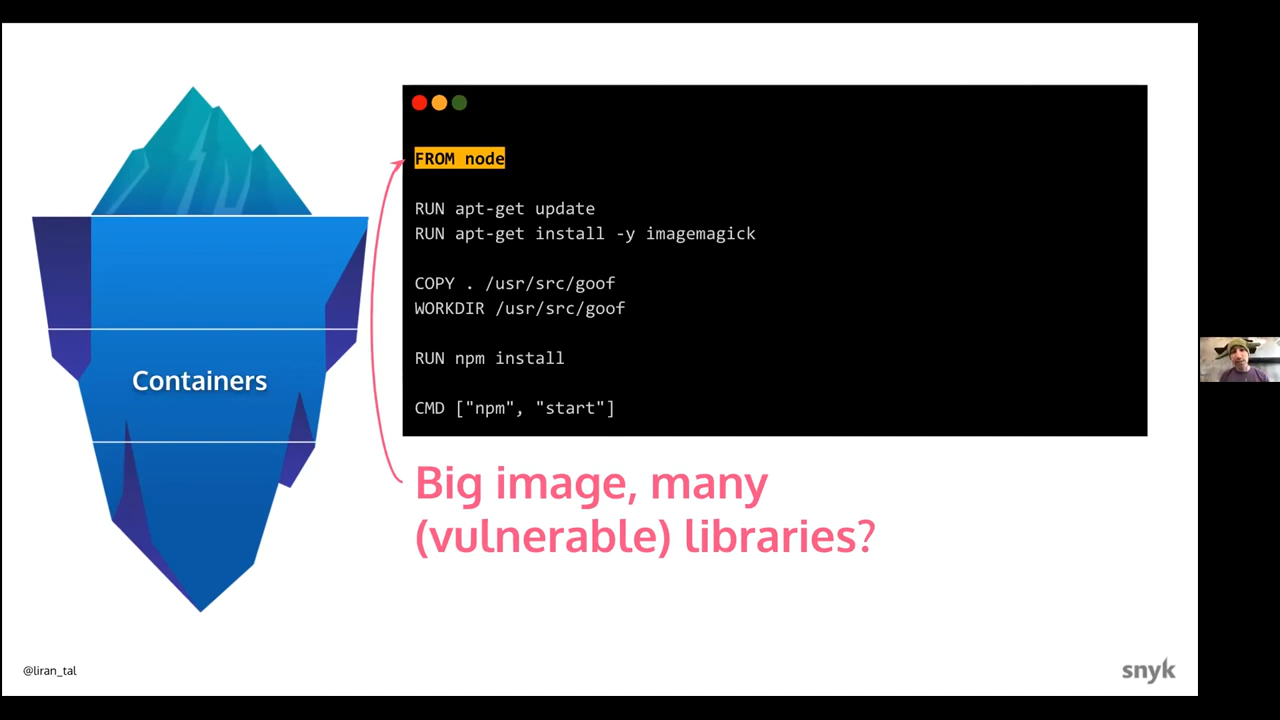 FROM node
RUN apt-get update
RUN apt-get install -y imagemagick
COPY . /usr/src/goof
WORKDIR /usr/src/goof
RUN npm install
CMD ["npm", "start"]
Containers
Big image, many
(vulnerable) libraries?
@liran_tal
snyk